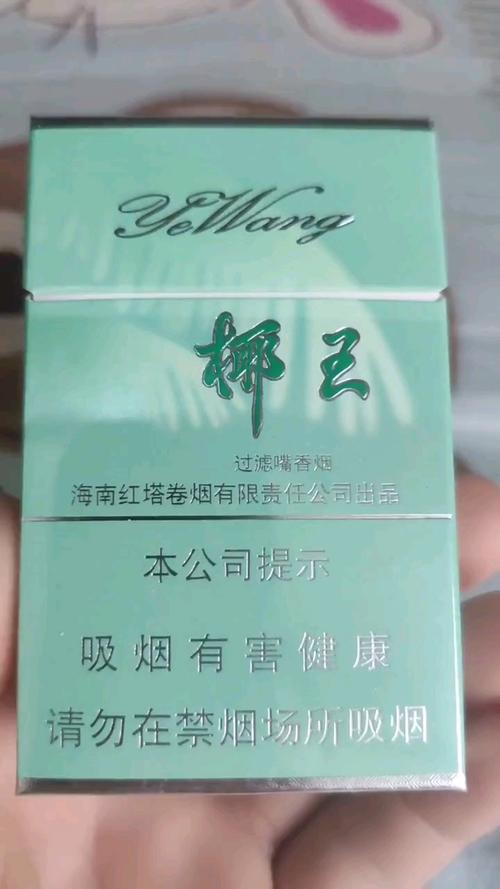 YeWang
椰王
过滤嘴香烟
海南红塔卷烟有限责任公司出品
本公司提示
吸烟有害健康
请勿在禁烟场所吸烟